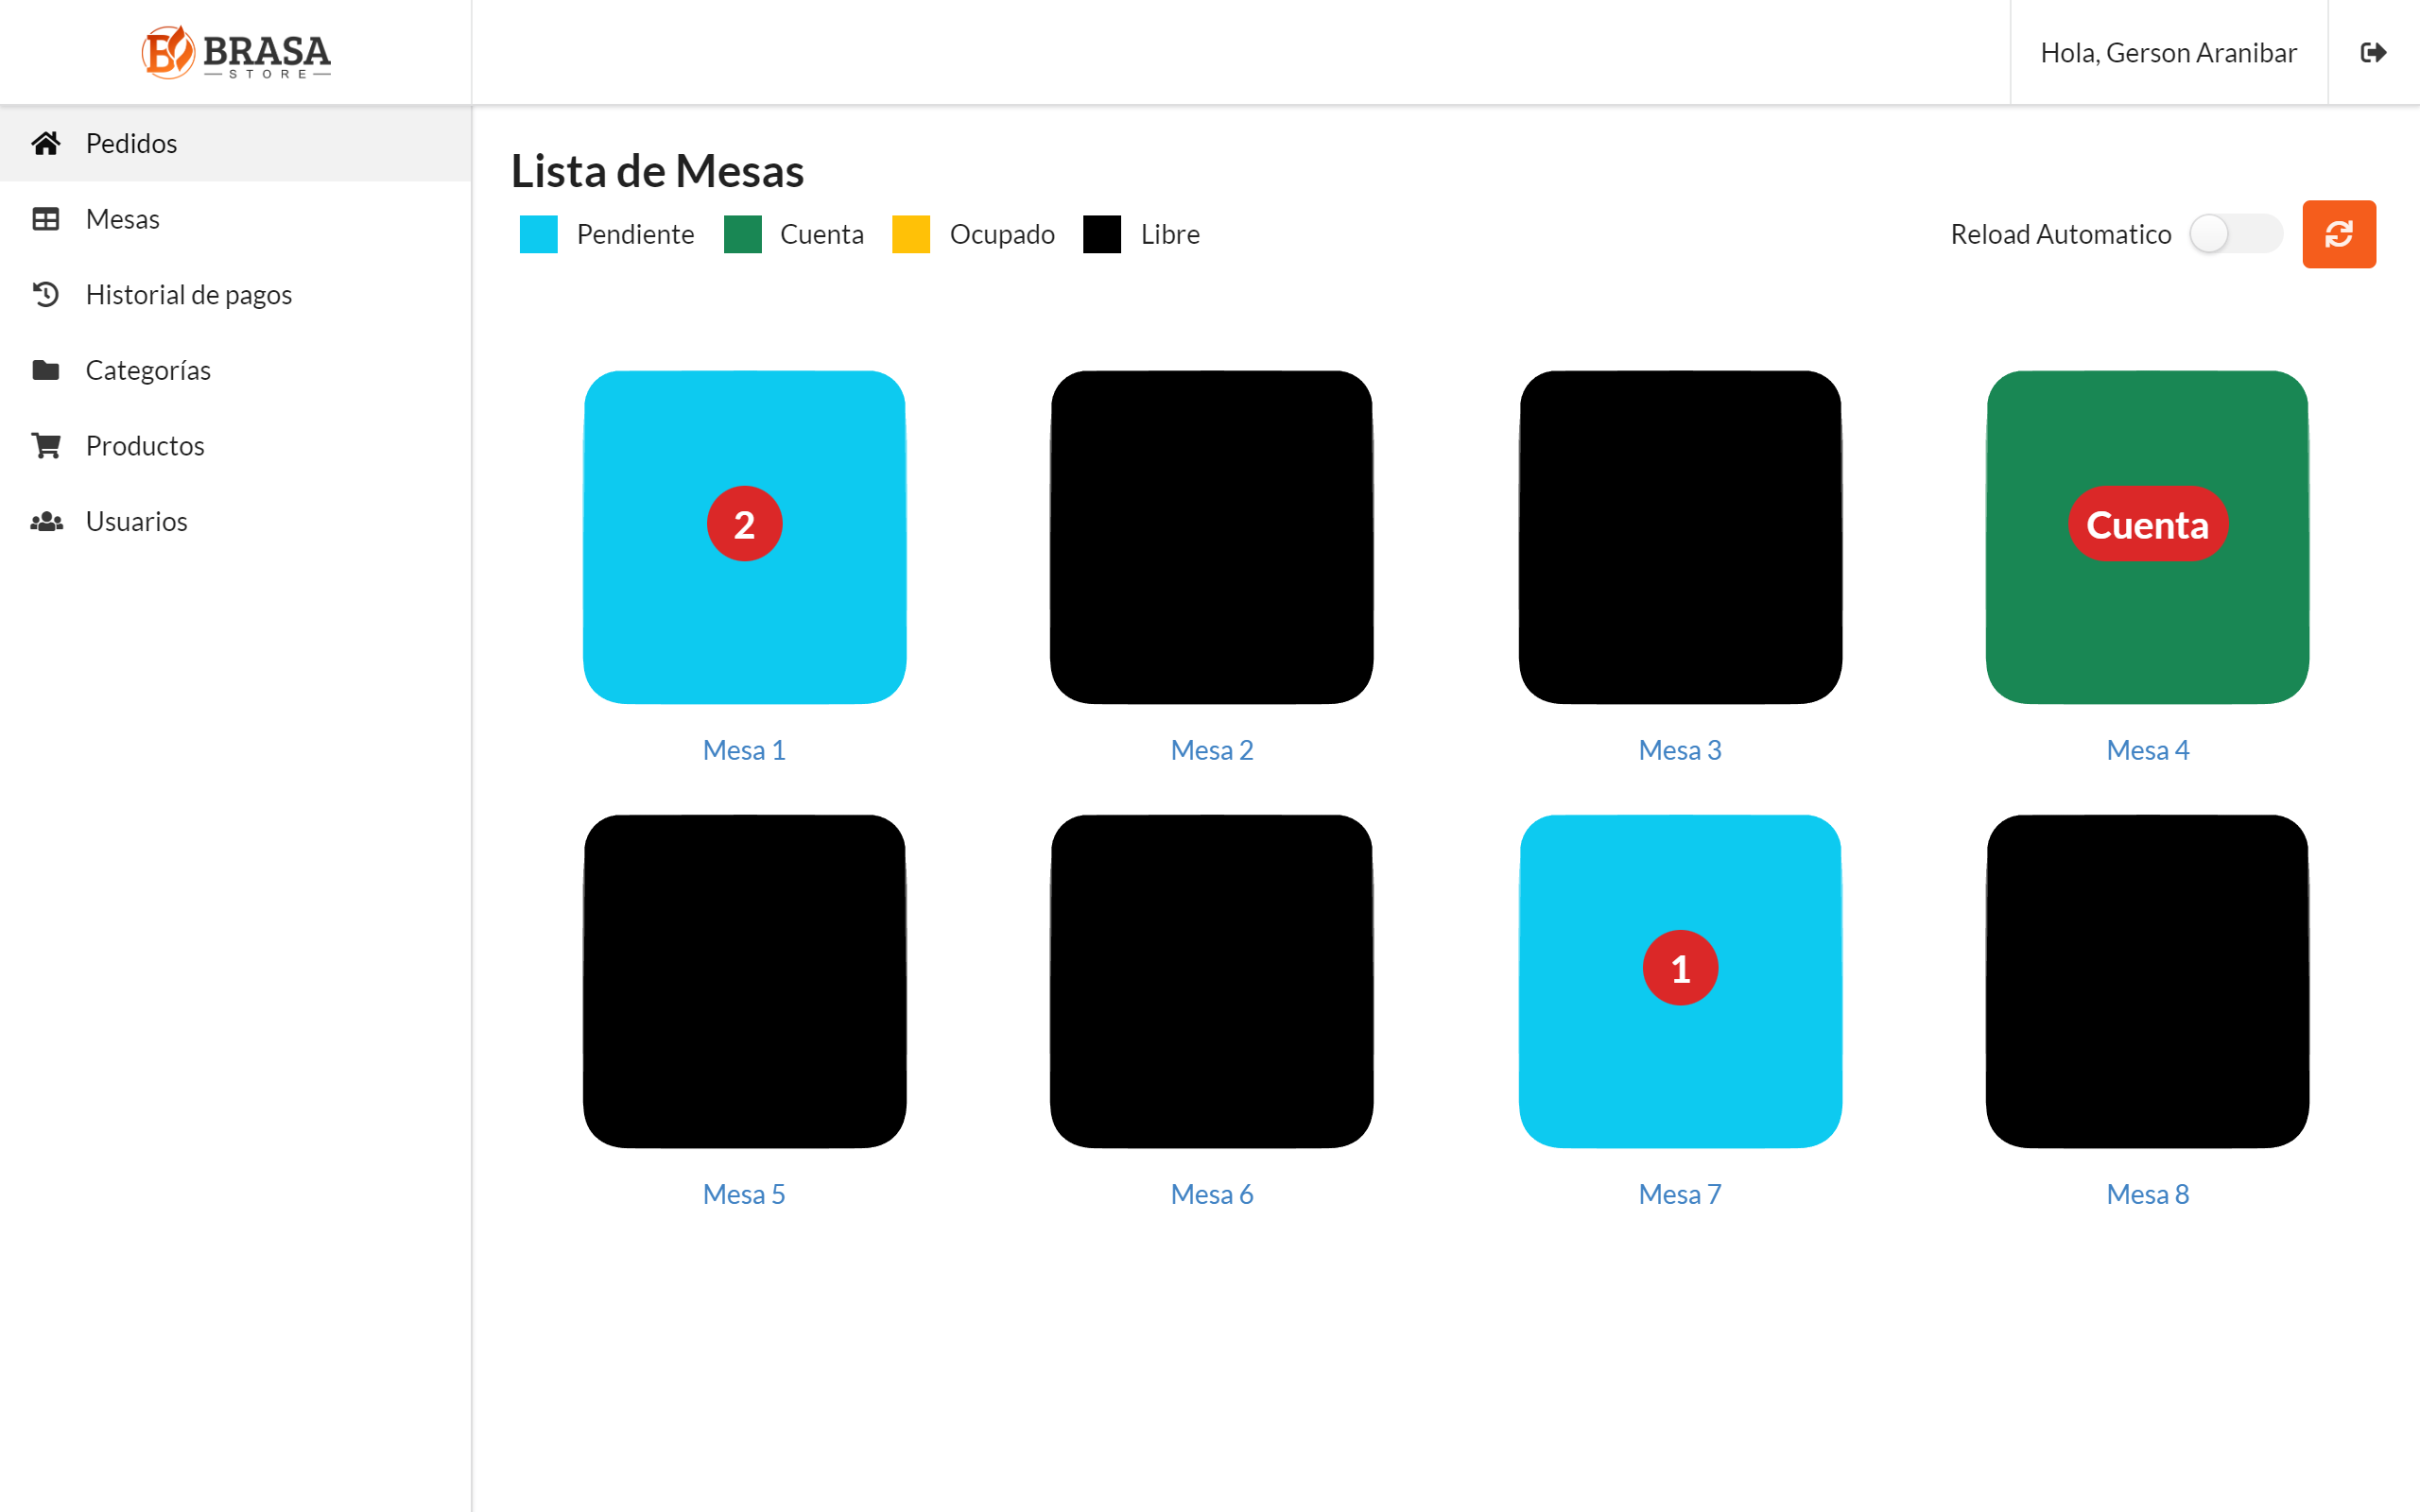 BRASA
STORE
Hola, Gerson Aranibar
Pedidos
Mesas
Historial de pagos
Categorías
Productos
Usuarios
Lista de Mesas
Pendiente Cuenta Ocupado Libre
Reload Automatico
2
Cuenta
Mesa 1 Mesa 2 Mesa 3 Mesa 4
1
Mesa 5 Mesa 6 Mesa 7 Mesa 8